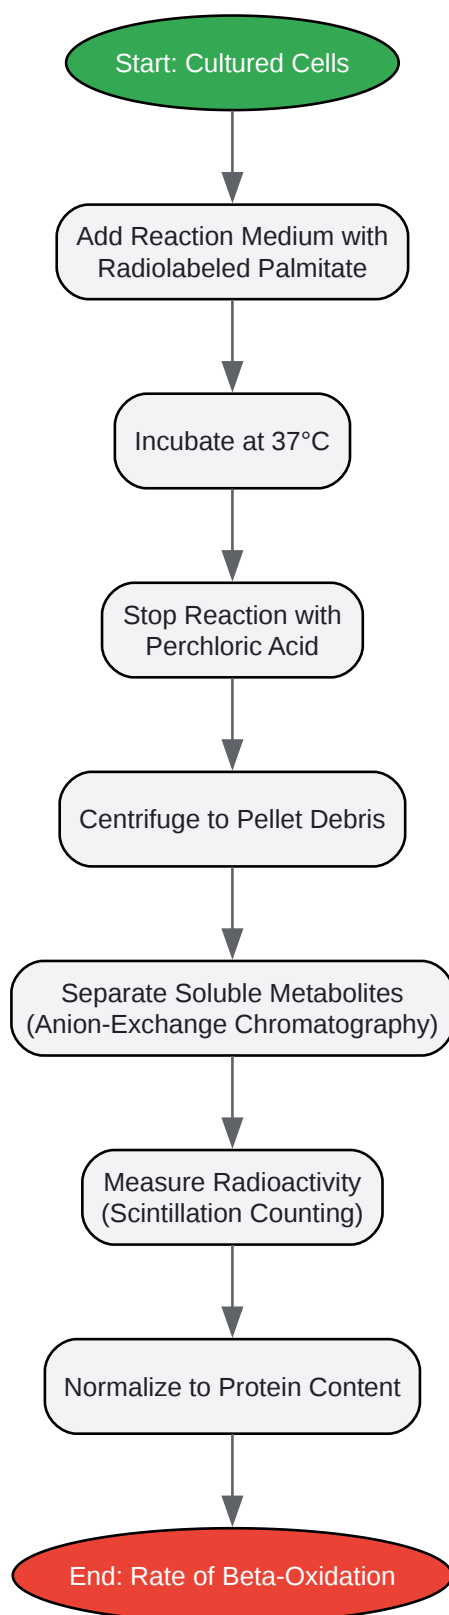 Start: Cultured Cells
Add Reaction Medium with
Radiolabeled Palmitate
Incubate at 37°C
Stop Reaction with
Perchloric Acid
Centrifuge to Pellet Debris
Separate Soluble Metabolites
(Anion-Exchange Chromatography)
Measure Radioactivity
(Scintillation Counting)
Normalize to Protein Content
End: Rate of Beta-Oxidation